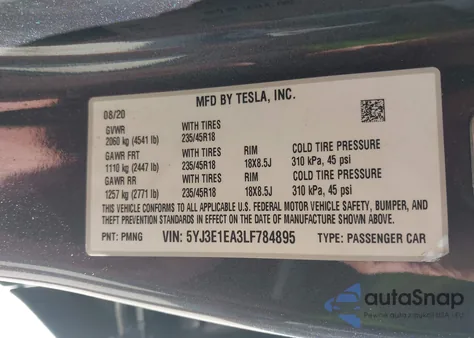 MFD BY TESLA, INC.
08/20
GVWR WITH TIRES
2060 kg (4541 lb) 235/45R18
GAWR FRT WITH TIRES RIM COLD TIRE PRESSURE
1110 kg (2447 lb) 235/45R18 18X8.5J 310 kPa, 45 psi
GAWR RR WITH TIRES RIM COLD TIRE PRESSURE
1257 kg (2771 lb) 235/45R18 18X8.5J 310 kPa, 45 psi
THIS VEHICLE CONFORMS TO ALL APPLICABLE U.S. FEDERAL MOTOR VEHICLE SAFETY, BUMPER, AND
THEFT PREVENTION STANDARDS IN EFFECT ON THE DATE OF MANUFACTURE SHOWN ABOVE.
PNT: PMNG VIN: 5YJ3E1EA3LF784895 TYPE: PASSENGER CAR
autoSnap